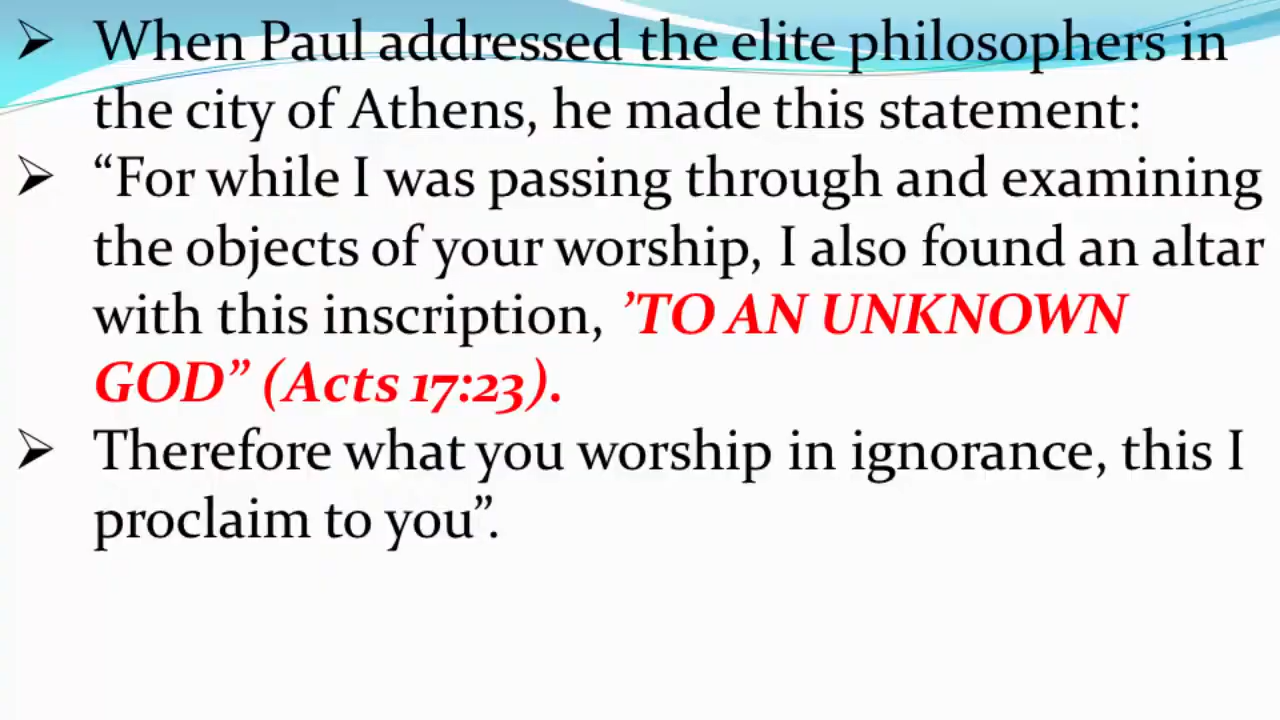 ➢ When Paul addressed the elite philosophers in
the city of Athens, he made this statement:
➢ “For while I was passing through and examining
the objects of your worship, I also found an altar
with this inscription, ’TO AN UNKNOWN
GOD” (Acts 17:23).
➢ Therefore what you worship in ignorance, this I
proclaim to you”.